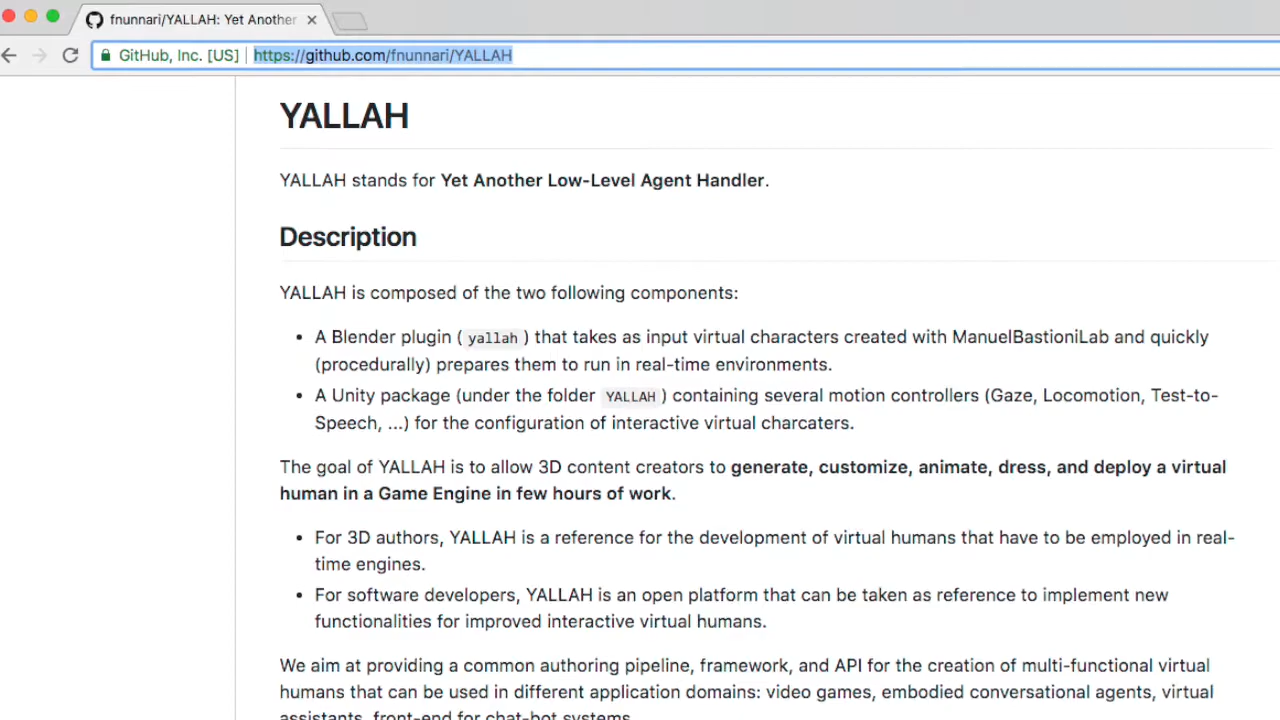 fnunnari/YALLAH: Yet Another
GitHub, Inc. [US] | https://github.com/fnunnari/YALLAH
YALLAH
YALLAH stands for Yet Another Low-Level Agent Handler.
Description
YALLAH is composed of the two following components:
• A Blender plugin ( yallah ) that takes as input virtual characters created with ManuelBastioniLab and quickly
(procedurally) prepares them to run in real-time environments.
• A Unity package (under the folder YALLAH ) containing several motion controllers (Gaze, Locomotion, Test-to-
Speech, ...) for the configuration of interactive virtual charcaters.
The goal of YALLAH is to allow 3D content creators to generate, customize, animate, dress, and deploy a virtual
human in a Game Engine in few hours of work.
• For 3D authors, YALLAH is a reference for the development of virtual humans that have to be employed in real-
time engines.
• For software developers, YALLAH is an open platform that can be taken as reference to implement new
functionalities for improved interactive virtual humans.
We aim at providing a common authoring pipeline, framework, and API for the creation of multi-functional virtual
humans that can be used in different application domains: video games, embodied conversational agents, virtual
assistants, front-end for chat-bot systems.